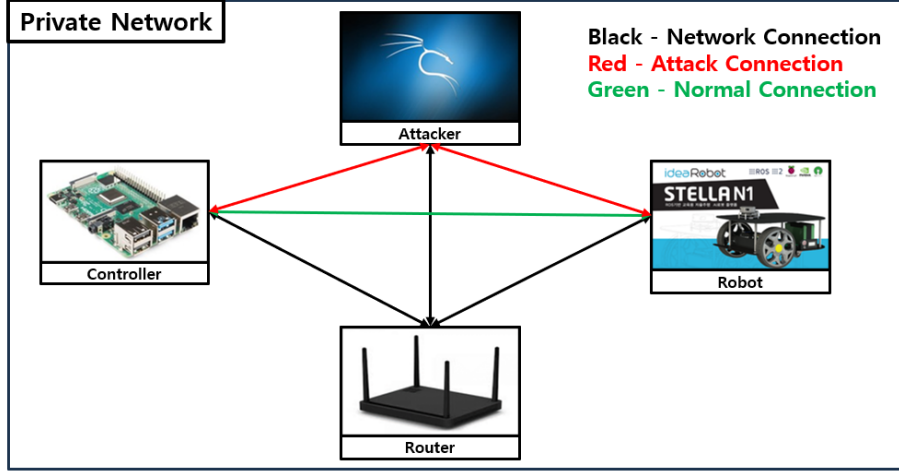 Private Network
Black - Network Connection
Red - Attack Connection
Green - Normal Connection
Attacker
Controller
ideaRobot
ROS
2
STELLA N1
Robot
Router